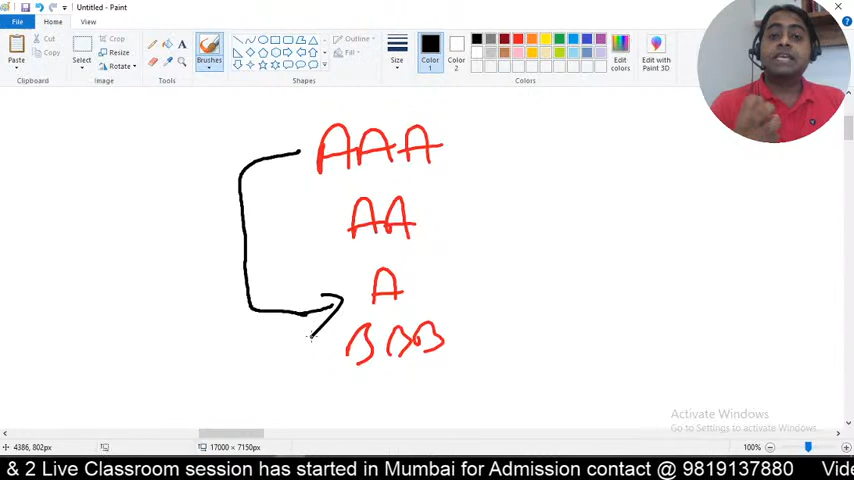 Untitled - Paint
File Home View
Paste Cut Copy Clipboard
Select Crop Resize Rotate Image
Tools
Brushes
Shapes
Outline Fill
Size
Color 1 Color 2 Edit colors Edit with Paint 3D Colors
AAA
AA
A
BBB
Activate Windows
Go to Settings to activate Windows.
4386, 802px 17000 × 7150px 100%
& 2 Live Classroom session has started in Mumbai for Admission contact @ 9819137880 Vide